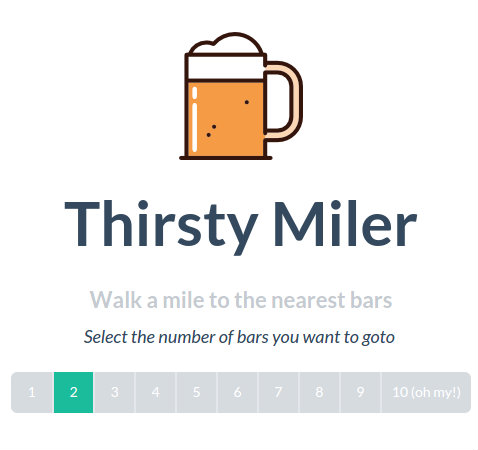 Thirsty Miler
Walk a mile to the nearest bars
Select the number of bars you want to goto
1 2 3 4 5 6 7 8 9 10 (oh my!)